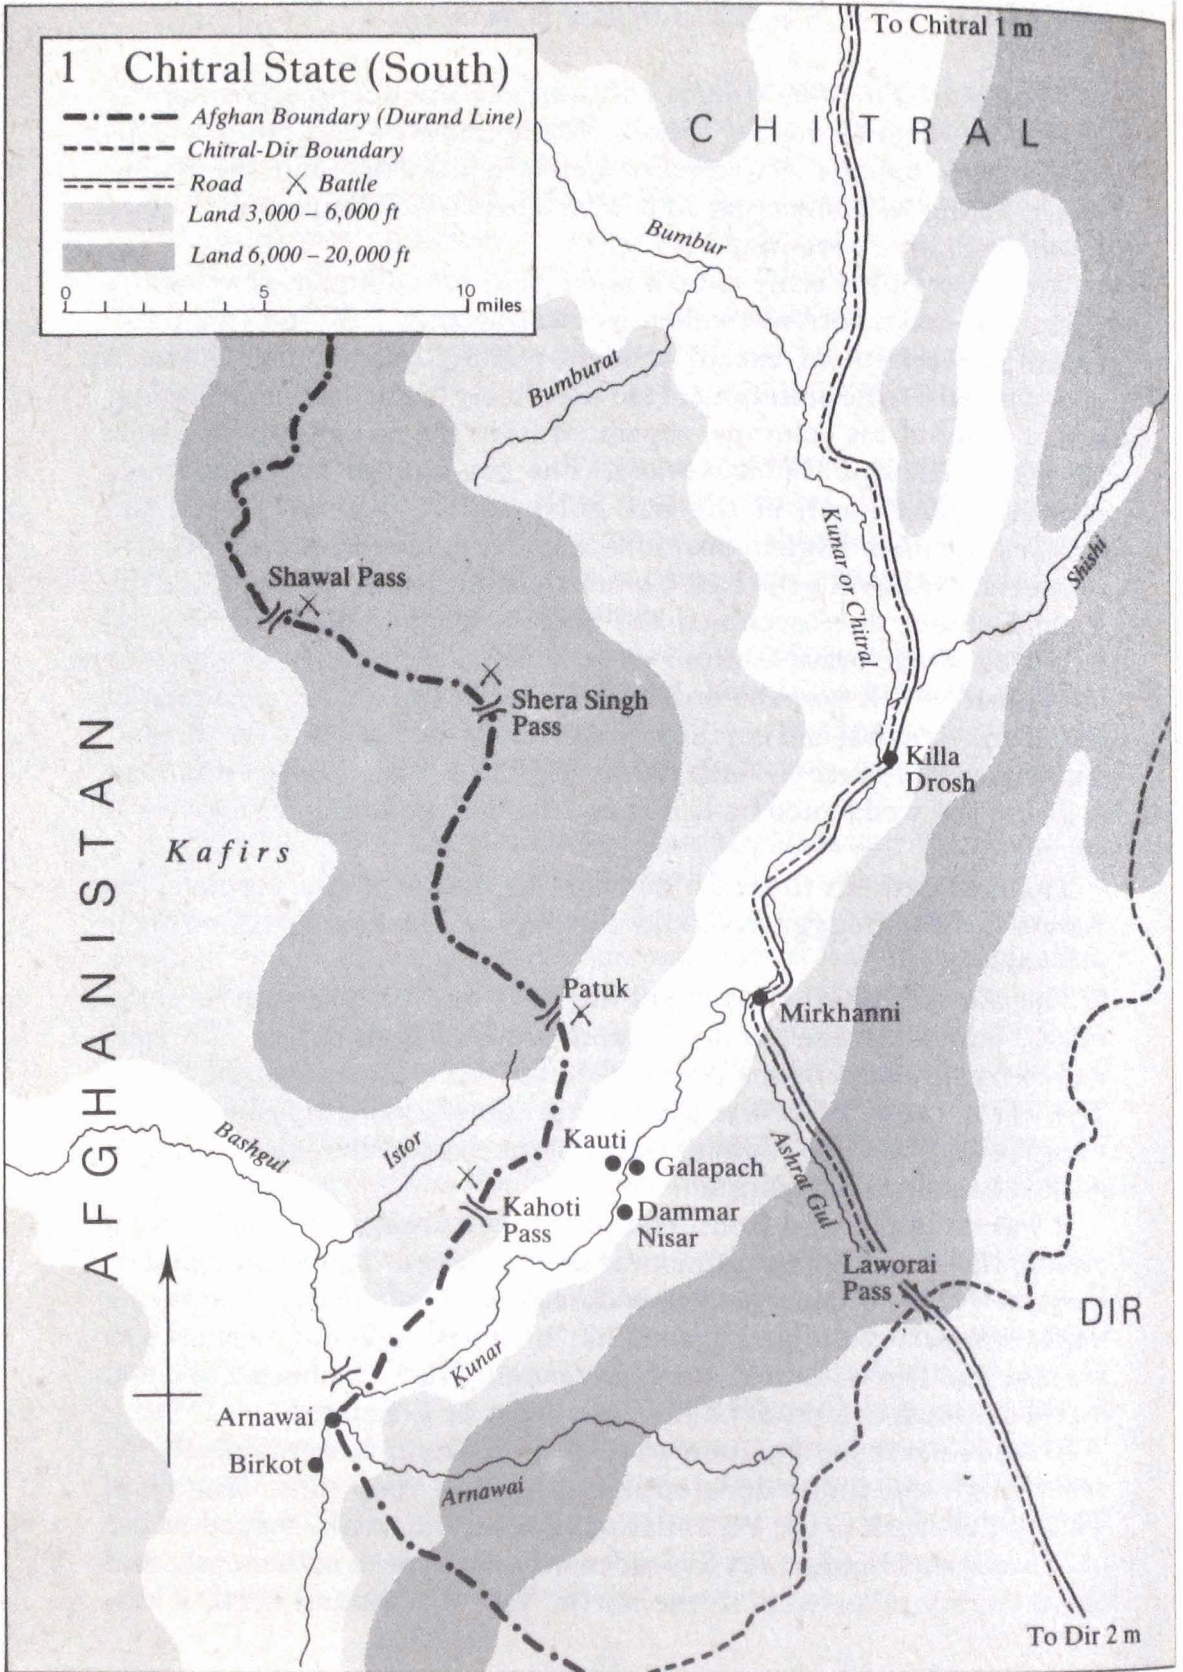 To Chitral 1 m
1 Chitral State (South)
Afghan Boundary (Durand Line)
Chitral-Dir Boundary
Road Battle
Land 3,000 – 6,000 ft
Land 6,000 – 20,000 ft
0 5 10 miles
CHITRAL
Bumbur
Bumburat
Kunar or Chitral
Shishi
Shawal Pass
Shera Singh
Pass
Killa
Drosh
AFGHANISTAN
Kafirs
Patuk
Mirkhanni
Bashgul
Istor
Kauti
Galapach
Ashrat Gul
Kahoti
Pass
Dammar
Nisar
Laworai
Pass
DIR
Kunar
Arnawai
Birkot
Arnawai
To Dir 2 m